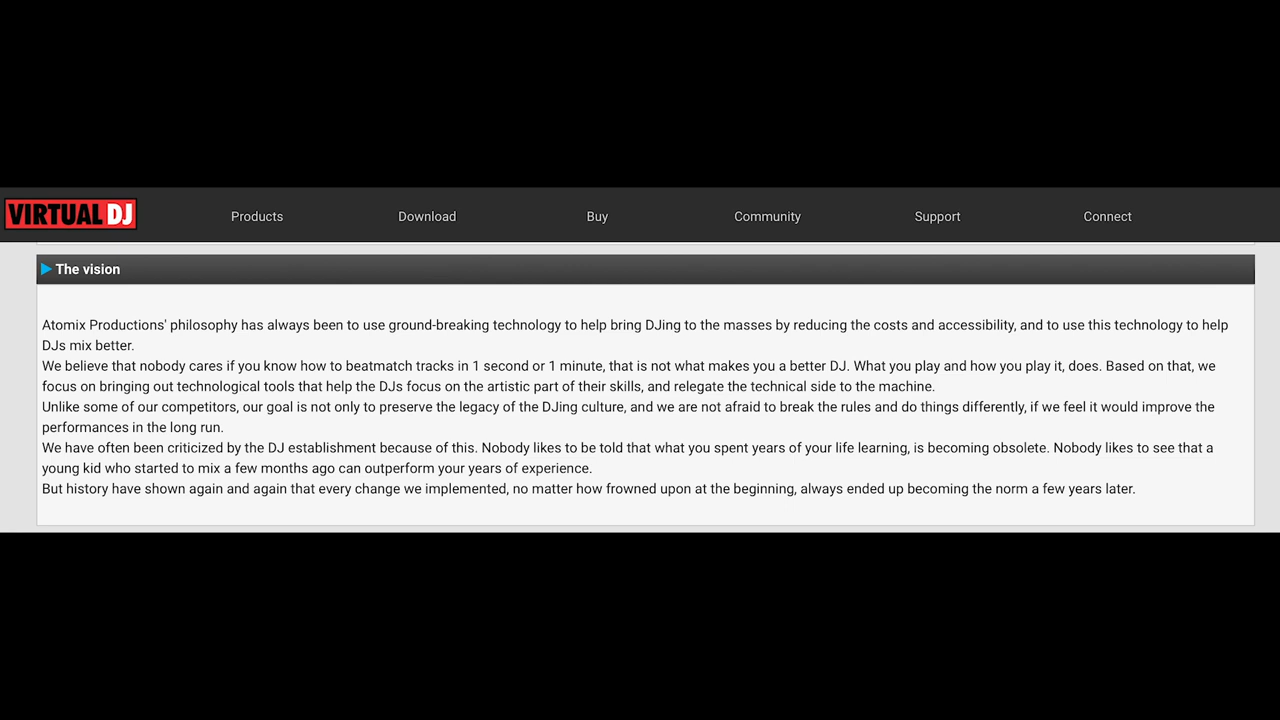 VIRTUAL DJ
Products
Download
Buy
Community
Support
Connect
The vision
Atomix Productions' philosophy has always been to use ground-breaking technology to help bring DJing to the masses by reducing the costs and accessibility, and to use this technology to help
DJs mix better.
We believe that nobody cares if you know how to beatmatch tracks in 1 second or 1 minute, that is not what makes you a better DJ. What you play and how you play it, does. Based on that, we
focus on bringing out technological tools that help the DJs focus on the artistic part of their skills, and relegate the technical side to the machine.
Unlike some of our competitors, our goal is not only to preserve the legacy of the DJing culture, and we are not afraid to break the rules and do things differently, if we feel it would improve the
performances in the long run.
We have often been criticized by the DJ establishment because of this. Nobody likes to be told that what you spent years of your life learning, is becoming obsolete. Nobody likes to see that a
young kid who started to mix a few months ago can outperform your years of experience.
But history have shown again and again that every change we implemented, no matter how frowned upon at the beginning, always ended up becoming the norm a few years later.